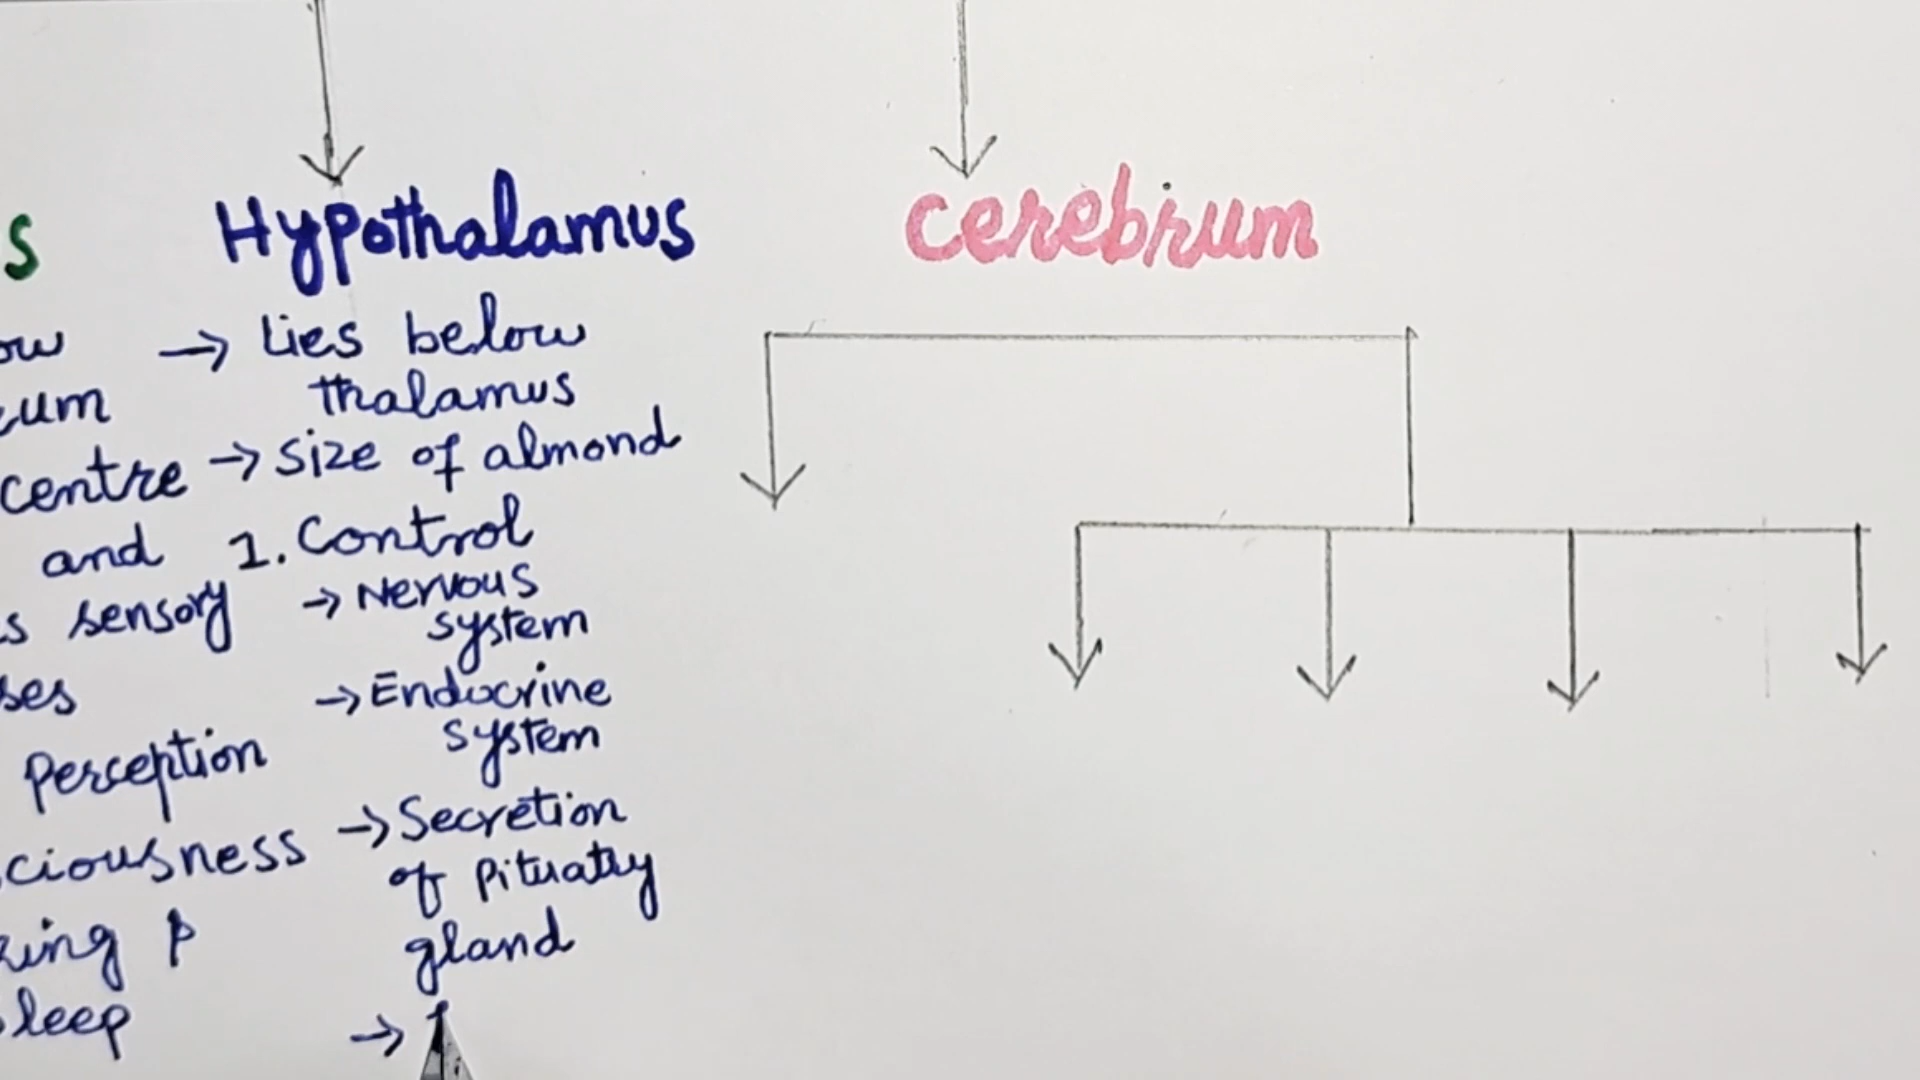 s
Hypothalamus
cerebrum
ow
→ Lies below
um
thalamus
centre
→ size of almond
and
1. Control
s sensory
→ Nervous
system
ses
→ Endocrine
system
Perception
→ Secretion
ciousness
of pituatry
ring
gland
leep
→